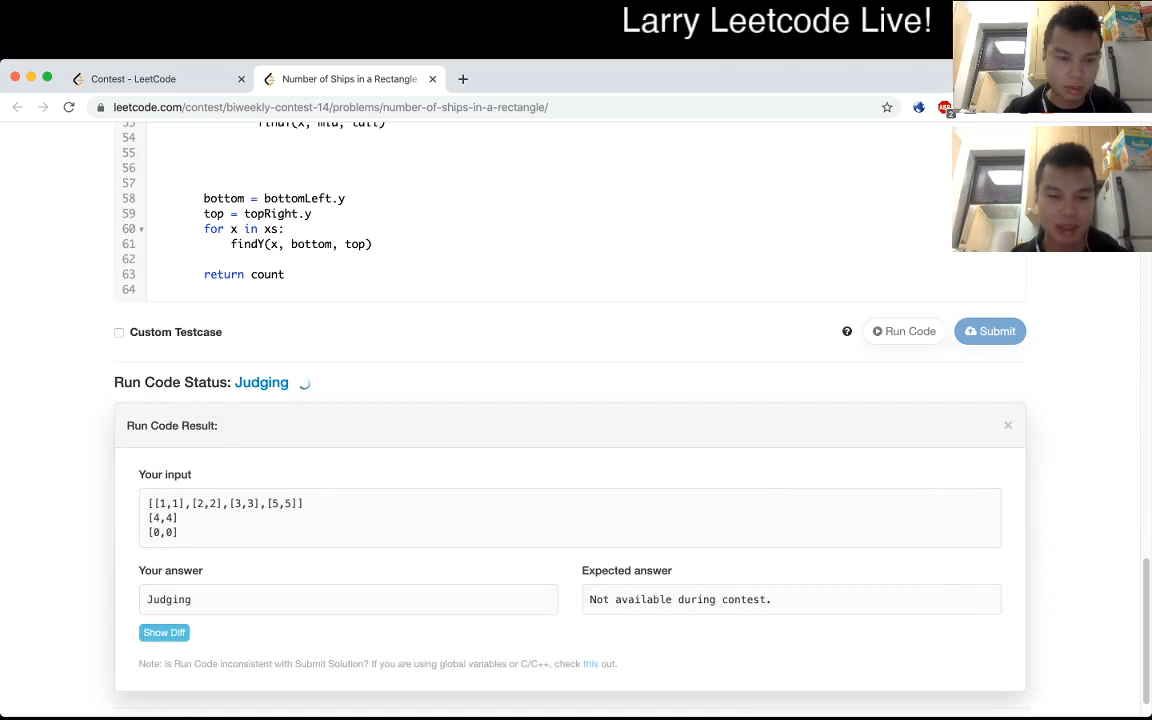 Larry Leetcode Live!
Contest - LeetCode
Number of Ships in a Rectangle
leetcode.com/contest/biweekly-contest-14/problems/number-of-ships-in-a-rectangle/
2
53 findY(x, mid, tail)
54
55
56
57
58 bottom = bottomLeft.y
59 top = topRight.y
60 for x in xs:
61 findY(x, bottom, top)
62
63 return count
64
Custom Testcase
? Run Code Submit
Run Code Status: Judging
Run Code Result:
Your input
[[1,1],[2,2],[3,3],[5,5]]
[4,4]
[0,0]
Your answer Expected answer
Judging Not available during contest.
Show Diff
Note: is Run Code inconsistent with Submit Solution? If you are using global variables or C/C++, check this out.